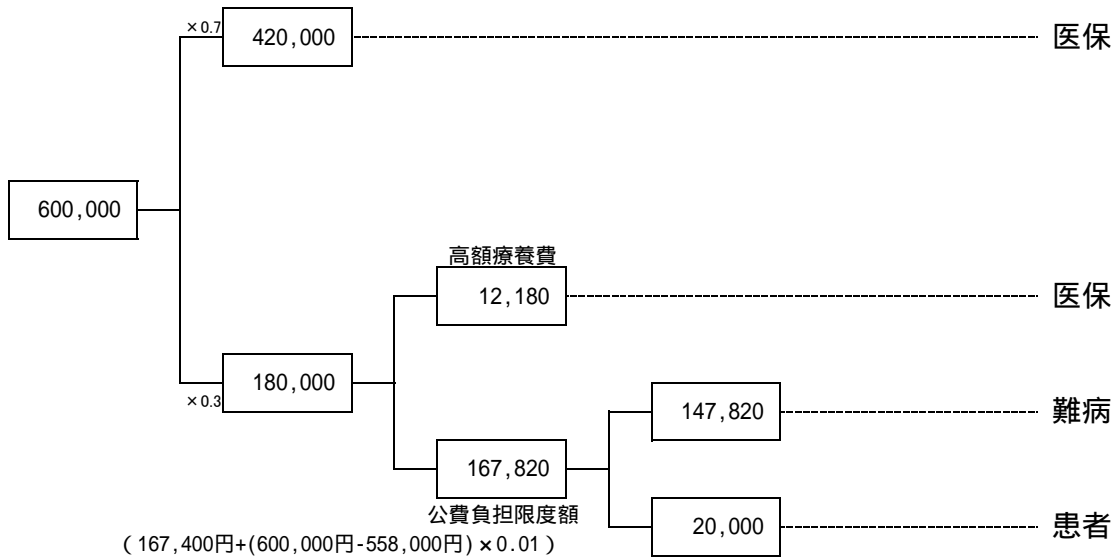 ×0.7
420,000
医保
600,000
高額療養費
12,180
医保
180,000
×0.3
147,820
難病
167,820
公費負担限度額
20,000
患者
(167,400円+(600,000円-558,000円)×0.01)